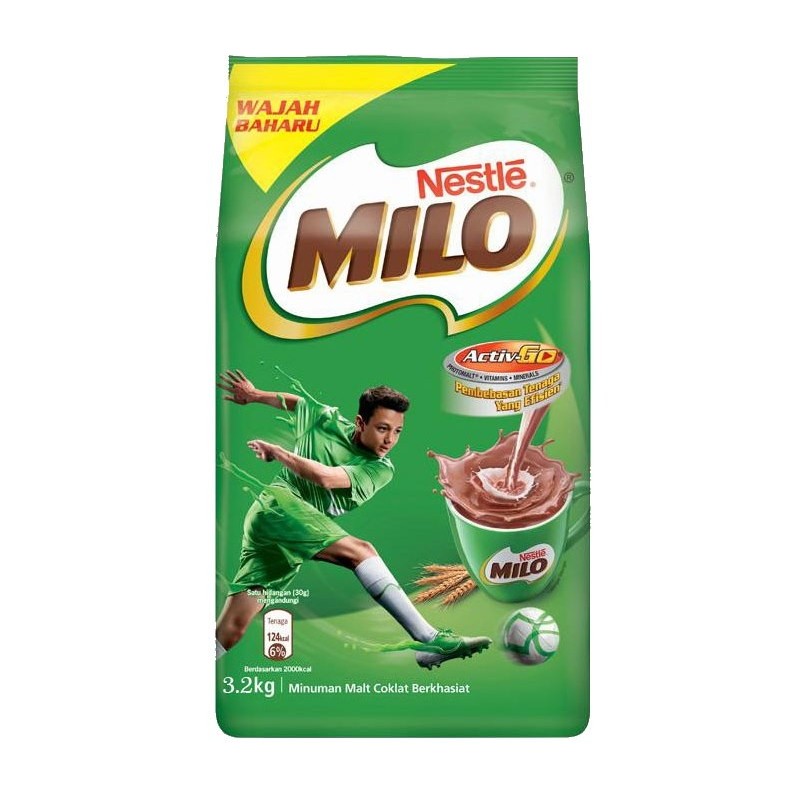 WAJAH
BAHARU
Nestlé®
MILO
®
Activ-GO
PROTOMALT® • VITAMINS • MINERALS
Pembebasan Tenaga
Yang Efisien
Nestlé
MILO
Satu hidangan (30g)
mengandungi
Tenaga
124kcal
6%
Berdasarkan 2000kcal
3.2kg | Minuman Malt Coklat Berkhasiat